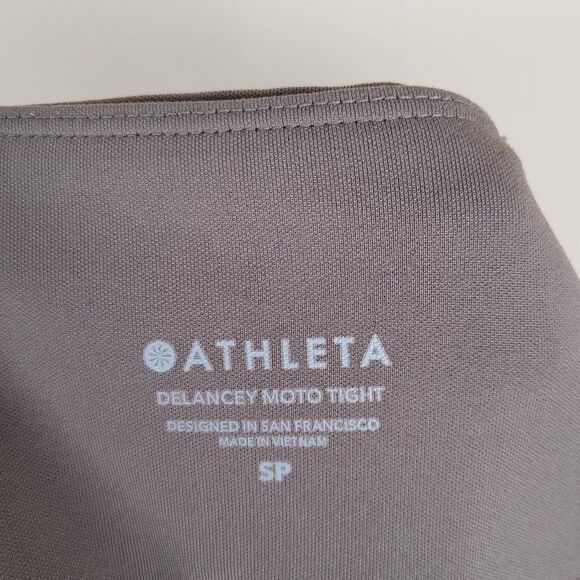 ATHLETA
DELANCEY MOTO TIGHT
DESIGNED IN SAN FRANCISCO
MADE IN VIETNAM
SP